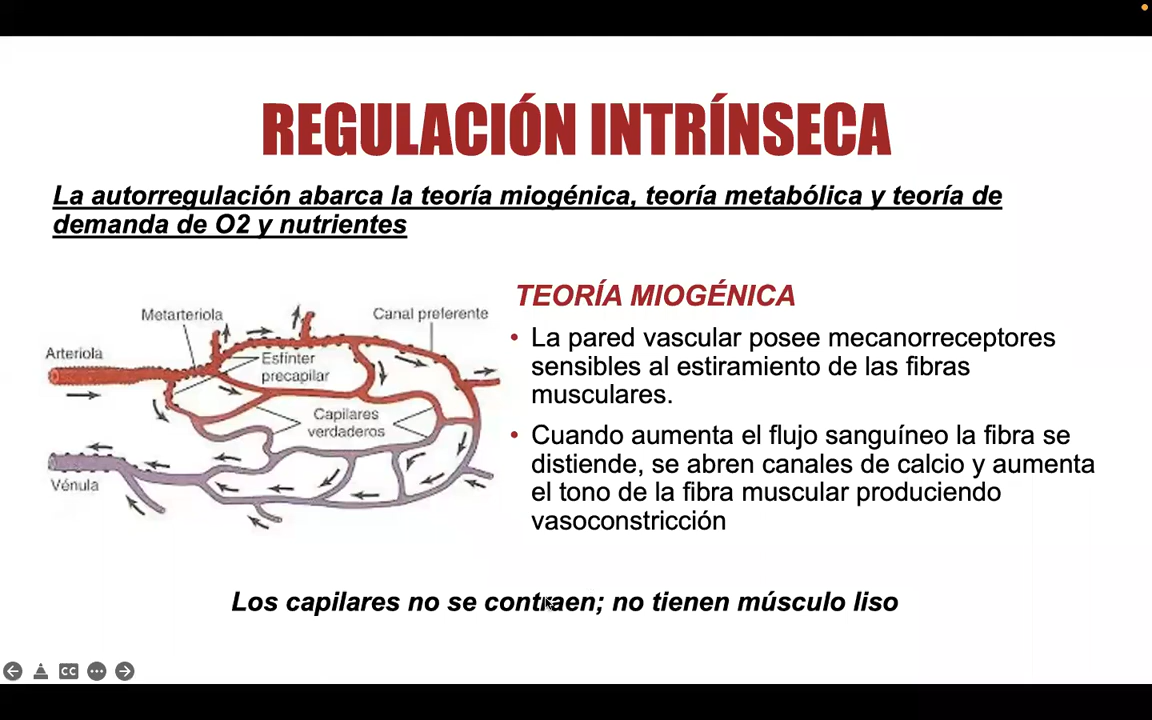 REGULACIÓN INTRÍNSECA
La autorregulación abarca la teoría miogénica, teoría metabólica y teoría de
demanda de O2 y nutrientes
Metarteriola
Canal preferente
Arteriola
Esfínter
precapilar
Capilares
verdaderos
Vénula
TEORÍA MIOGÉNICA
• La pared vascular posee mecanorreceptores
sensibles al estiramiento de las fibras
musculares.
• Cuando aumenta el flujo sanguíneo la fibra se
distiende, se abren canales de calcio y aumenta
el tono de la fibra muscular produciendo
vasoconstricción
Los capilares no se contraen; no tienen músculo liso
CC